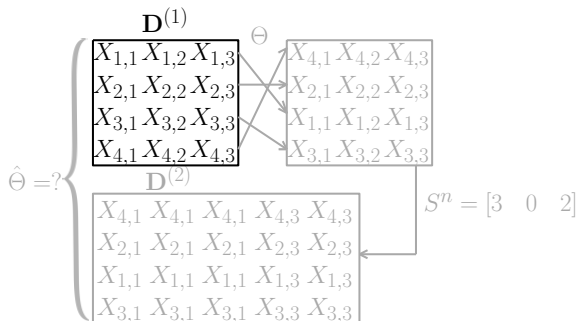 D^{(1)}
Θ
X_{1,1} X_{1,2} X_{1,3}
X_{2,1} X_{2,2} X_{2,3}
X_{3,1} X_{3,2} X_{3,3}
X_{4,1} X_{4,2} X_{4,3}
X_{4,1} X_{4,2} X_{4,3}
X_{2,1} X_{2,2} X_{2,3}
X_{1,1} X_{1,2} X_{1,3}
X_{3,1} X_{3,2} X_{3,3}
\hat{Θ} =?
D^{(2)}
S^n = [3 0 2]
X_{4,1} X_{4,1} X_{4,1} X_{4,3} X_{4,3}
X_{2,1} X_{2,1} X_{2,1} X_{2,3} X_{2,3}
X_{1,1} X_{1,1} X_{1,1} X_{1,3} X_{1,3}
X_{3,1} X_{3,1} X_{3,1} X_{3,3} X_{3,3}